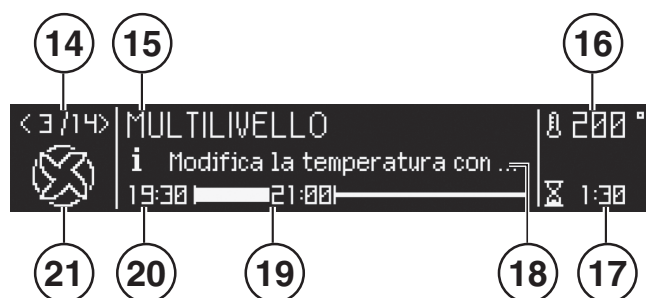 14 15 16
<3/14> MULTILIVELLO 200°
i Modifica la temperatura con ...
19:30 21:00 1:30
21 20 19 18 17